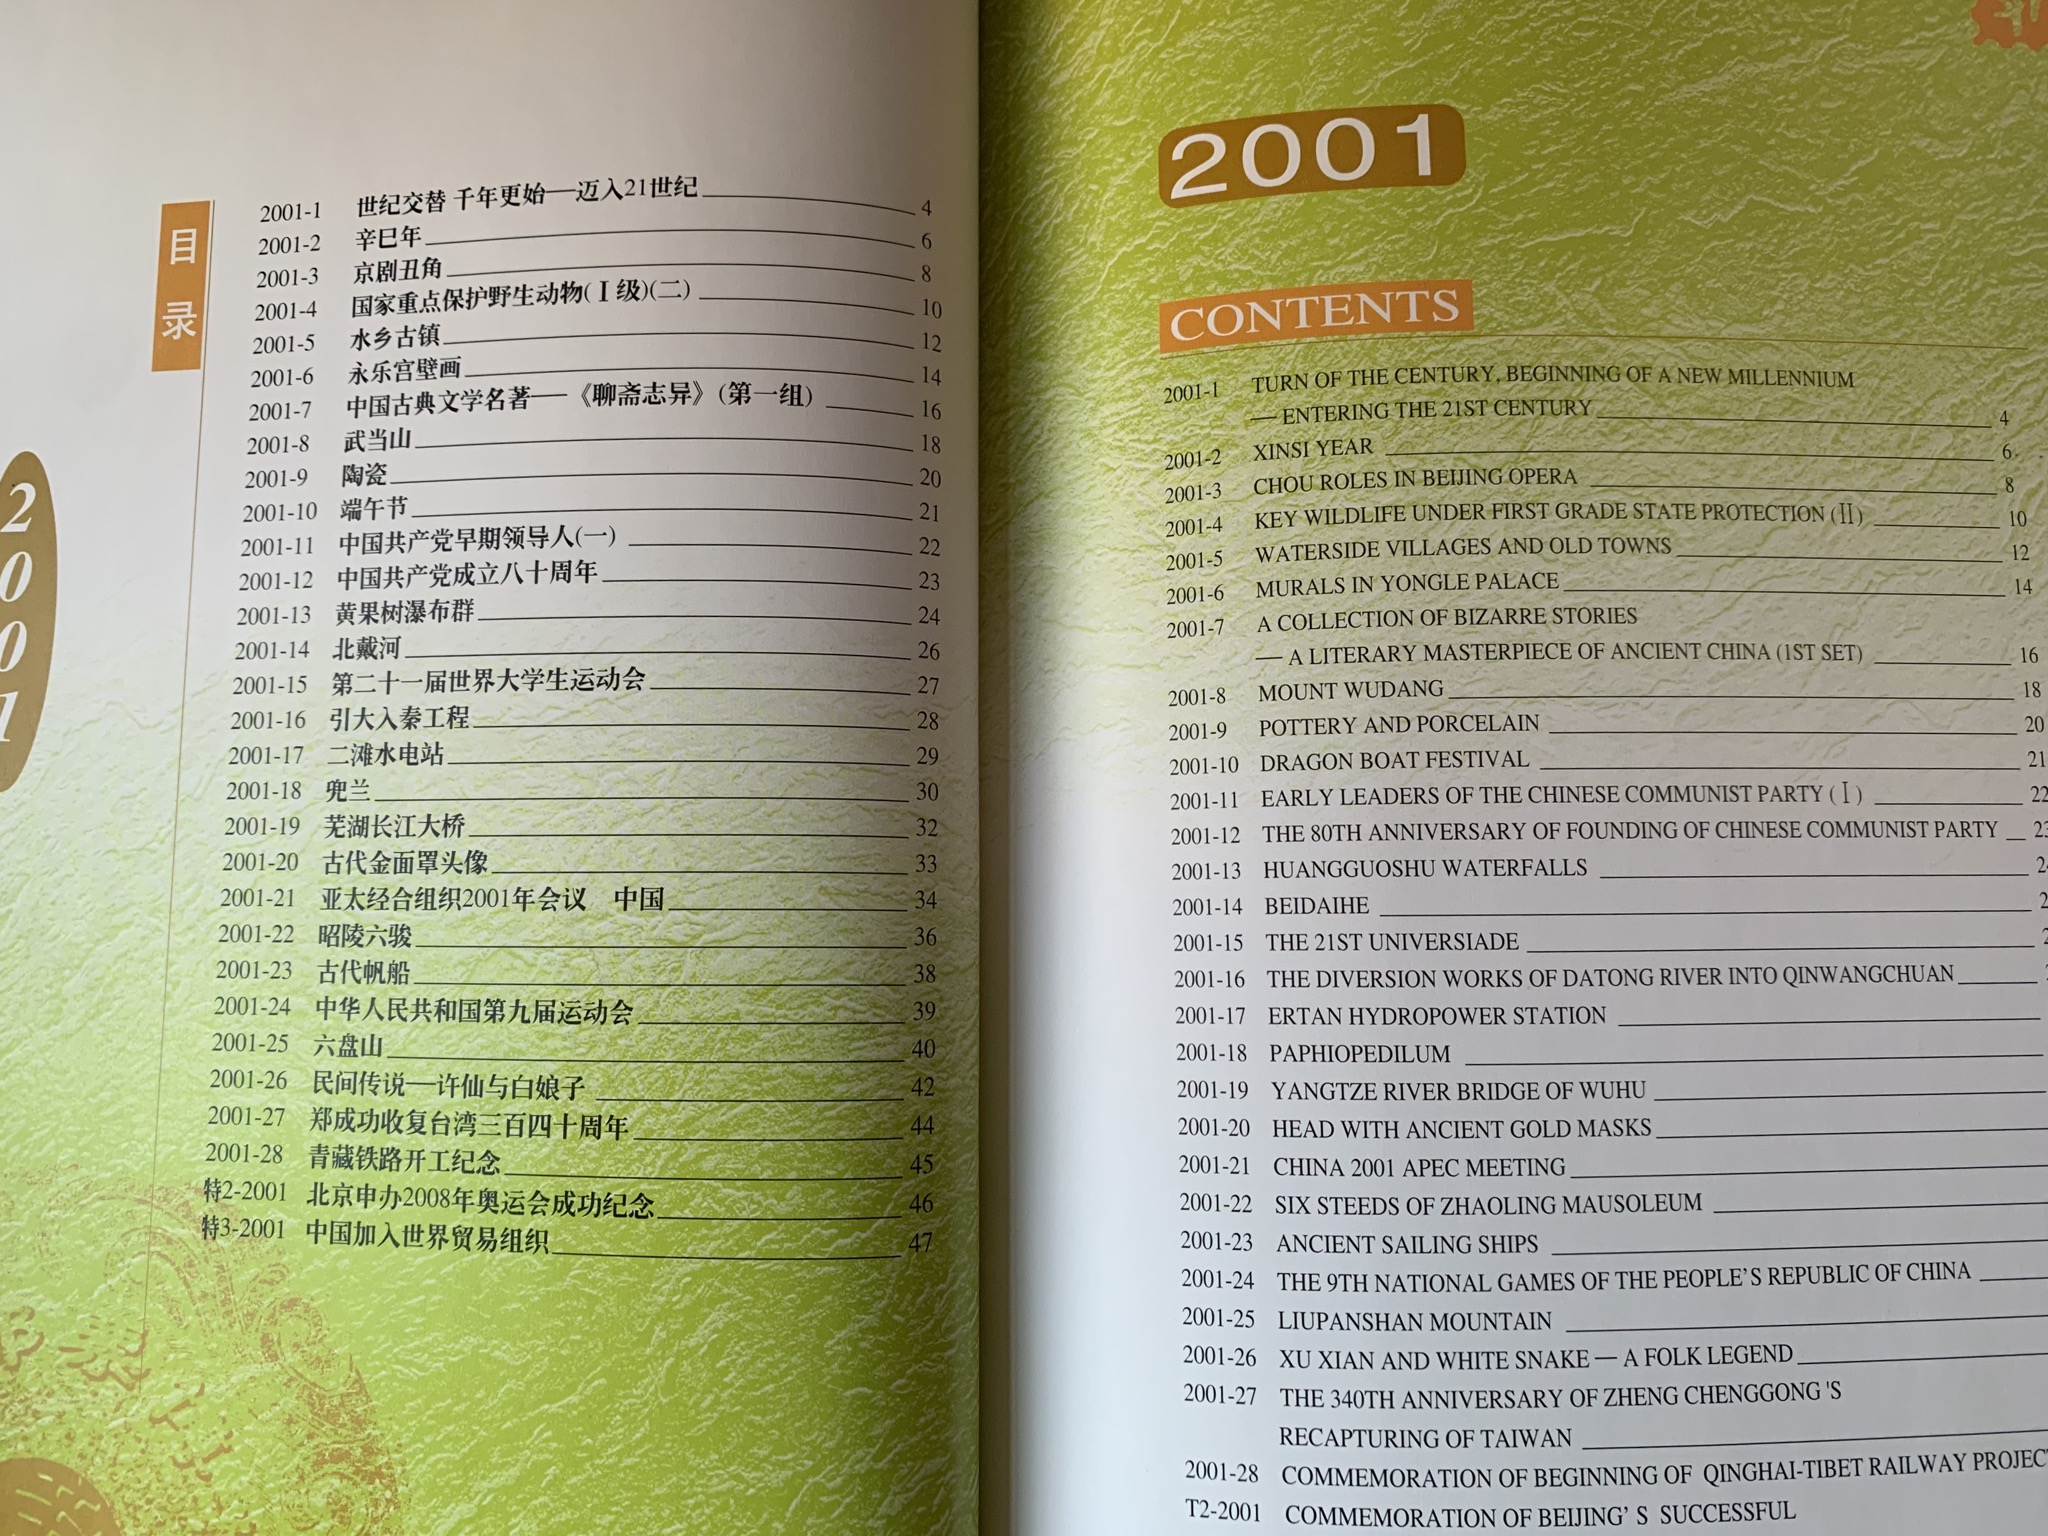 2001
目录
2001-1 世纪交替 千年更始—迈入21世纪 4
2001-2 辛巳年 6
2001-3 京剧丑角 8
2001-4 国家重点保护野生动物(Ⅰ级)(二) 10
2001-5 水乡古镇 12
2001-6 永乐宫壁画 14
2001-7 中国古典文学名著—《聊斋志异》(第一组) 16
2001-8 武当山 18
2001-9 陶瓷 20
2001-10 端午节 21
2001-11 中国共产党早期领导人(一) 22
2001-12 中国共产党成立八十周年 23
2001-13 黄果树瀑布群 24
2001-14 北戴河 26
2001-15 第二十一届世界大学生运动会 27
2001-16 引大入秦工程 28
2001-17 二滩水电站 29
2001-18 兜兰 30
2001-19 芜湖长江大桥 32
2001-20 古代金面罩头像 33
2001-21 亚太经合组织2001年会议 中国 34
2001-22 昭陵六骏 36
2001-23 古代帆船 38
2001-24 中华人民共和国第九届运动会 39
2001-25 六盘山 40
2001-26 民间传说—许仙与白娘子 42
2001-27 郑成功收复台湾三百四十周年 44
2001-28 青藏铁路开工纪念 45
特2-2001 北京申办2008年奥运会成功纪念 46
特3-2001 中国加入世界贸易组织 47
2001
CONTENTS
2001-1 TURN OF THE CENTURY, BEGINNING OF A NEW MILLENNIUM
— ENTERING THE 21ST CENTURY 4
2001-2 XINSI YEAR 6
2001-3 CHOU ROLES IN BEIJING OPERA 8
2001-4 KEY WILDLIFE UNDER FIRST GRADE STATE PROTECTION (Ⅱ) 10
2001-5 WATERSIDE VILLAGES AND OLD TOWNS 12
2001-6 MURALS IN YONGLE PALACE 14
2001-7 A COLLECTION OF BIZARRE STORIES
— A LITERARY MASTERPIECE OF ANCIENT CHINA (1ST SET) 16
2001-8 MOUNT WUDANG 18
2001-9 POTTERY AND PORCELAIN 20
2001-10 DRAGON BOAT FESTIVAL 21
2001-11 EARLY LEADERS OF THE CHINESE COMMUNIST PARTY (Ⅰ) 22
2001-12 THE 80TH ANNIVERSARY OF FOUNDING OF CHINESE COMMUNIST PARTY 23
2001-13 HUANGGUOSHU WATERFALLS
2001-14 BEIDAIHE
2001-15 THE 21ST UNIVERSIADE
2001-16 THE DIVERSION WORKS OF DATONG RIVER INTO QINWANGCHUAN
2001-17 ERTAN HYDROPOWER STATION
2001-18 PAPHIOPEDILUM
2001-19 YANGTZE RIVER BRIDGE OF WUHU
2001-20 HEAD WITH ANCIENT GOLD MASKS
2001-21 CHINA 2001 APEC MEETING
2001-22 SIX STEEDS OF ZHAOLING MAUSOLEUM
2001-23 ANCIENT SAILING SHIPS
2001-24 THE 9TH NATIONAL GAMES OF THE PEOPLE'S REPUBLIC OF CHINA
2001-25 LIUPANSHAN MOUNTAIN
2001-26 XU XIAN AND WHITE SNAKE — A FOLK LEGEND
2001-27 THE 340TH ANNIVERSARY OF ZHENG CHENGGONG 'S
RECAPTURING OF TAIWAN
2001-28 COMMEMORATION OF BEGINNING OF QINGHAI-TIBET RAILWAY PROJECT
T2-2001 COMMEMORATION OF BEIJING' S SUCCESSFUL